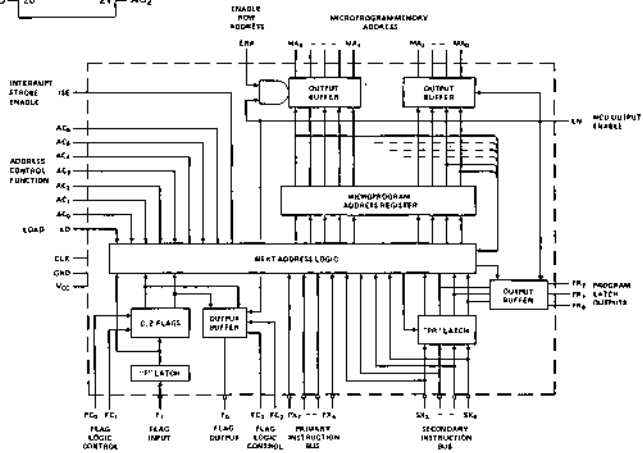 20
AC₂
ENABLE
ROW
ADDRESS
ERA
MICROPROGRAM MEMORY
ADDRESS
MA₈
MA₄
MA₃
MA₀
INTERRUPT
STROBE
ENABLE
ISE
OUTPUT
BUFFER
OUTPUT
BUFFER
EN
MCU OUTPUT
ENABLE
AC₆
AC₅
AC₄
AC₃
AC₂
AC₁
AC₀
ADDRESS
CONTROL
FUNCTION
LOAD
LD
CLK
GND
VCC
MICROPROGRAM
ADDRESS REGISTER
NEXT ADDRESS LOGIC
C, Z FLAGS
OUTPUT
BUFFER
"F" LATCH
"PR" LATCH
OUTPUT
BUFFER
PR₂
PR₁
PR₀
PROGRAM
LATCH
OUTPUTS
FC₀
FC₁
FLAG
LOGIC
CONTROL
FI
FLAG
INPUT
FO
FLAG
OUTPUT
FC₂
FC₃
FLAG
LOGIC
CONTROL
PX₇
PX₄
PRIMARY
INSTRUCTION
BUS
SX₃
SX₀
SECONDARY
INSTRUCTION
BUS